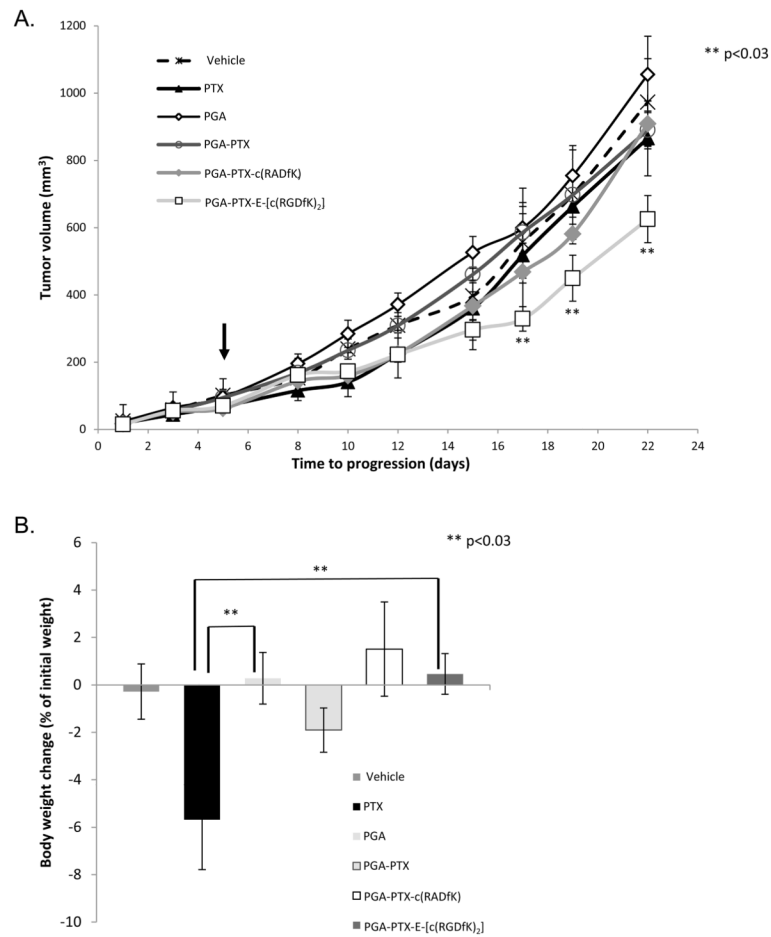 A.
1200
** p<0.03
Vehicle
PTX
1000
PGA
PGA-PTX
800
PGA-PTX-c(RADfK)
PGA-PTX-E-[c(RGDfK)₂]
600
400
200
0
** ** **
Tumor volume (mm³)
0 2 4 6 8 10 12 14 16 18 20 22 24
Time to progression (days)
B.
6
** p<0.03
4
**
**
2
0
-2
-4
-6
-8
-10
Body weight change (% of initial weight)
Vehicle
PTX
PGA
PGA-PTX
PGA-PTX-c(RADfK)
PGA-PTX-E-[c(RGDfK)₂]